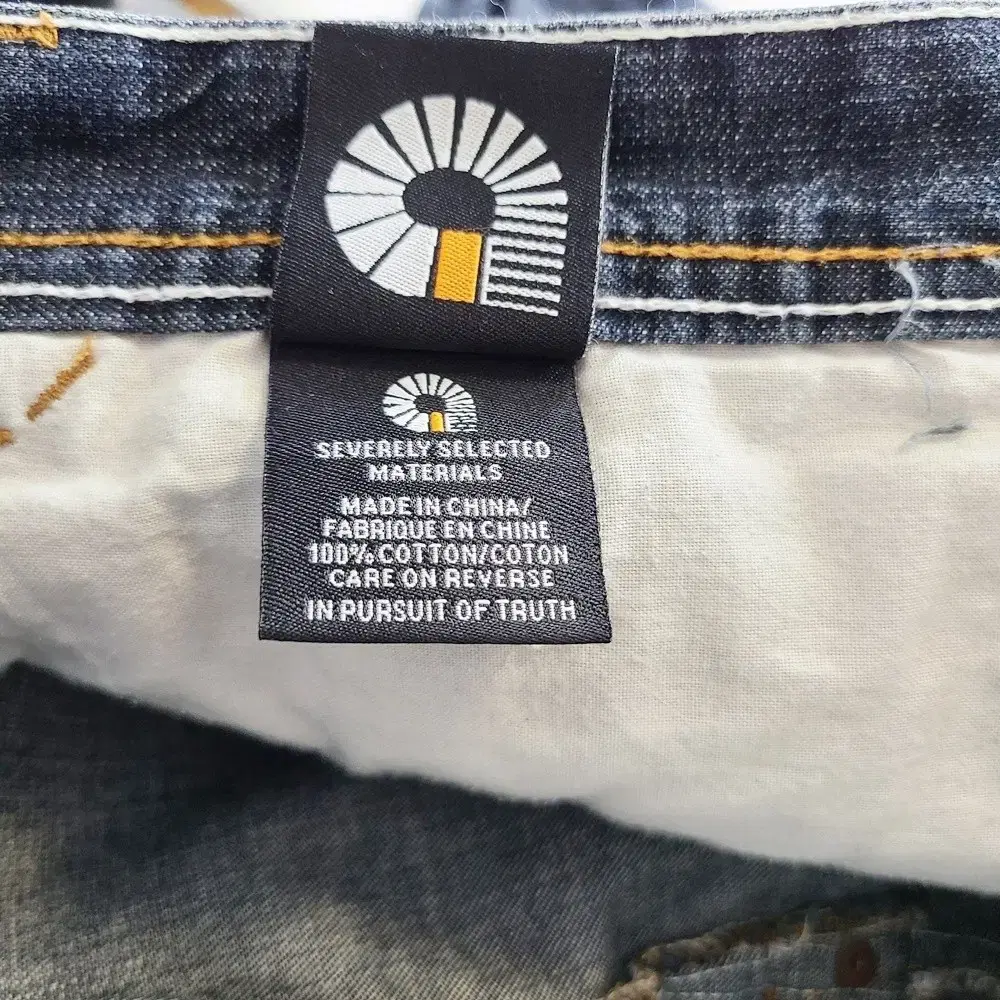 SEVERELY SELECTED
MATERIALS
MADE IN CHINA/
FABRIQUE EN CHINE
100% COTTON/COTON
CARE ON REVERSE
IN PURSUIT OF TRUTH